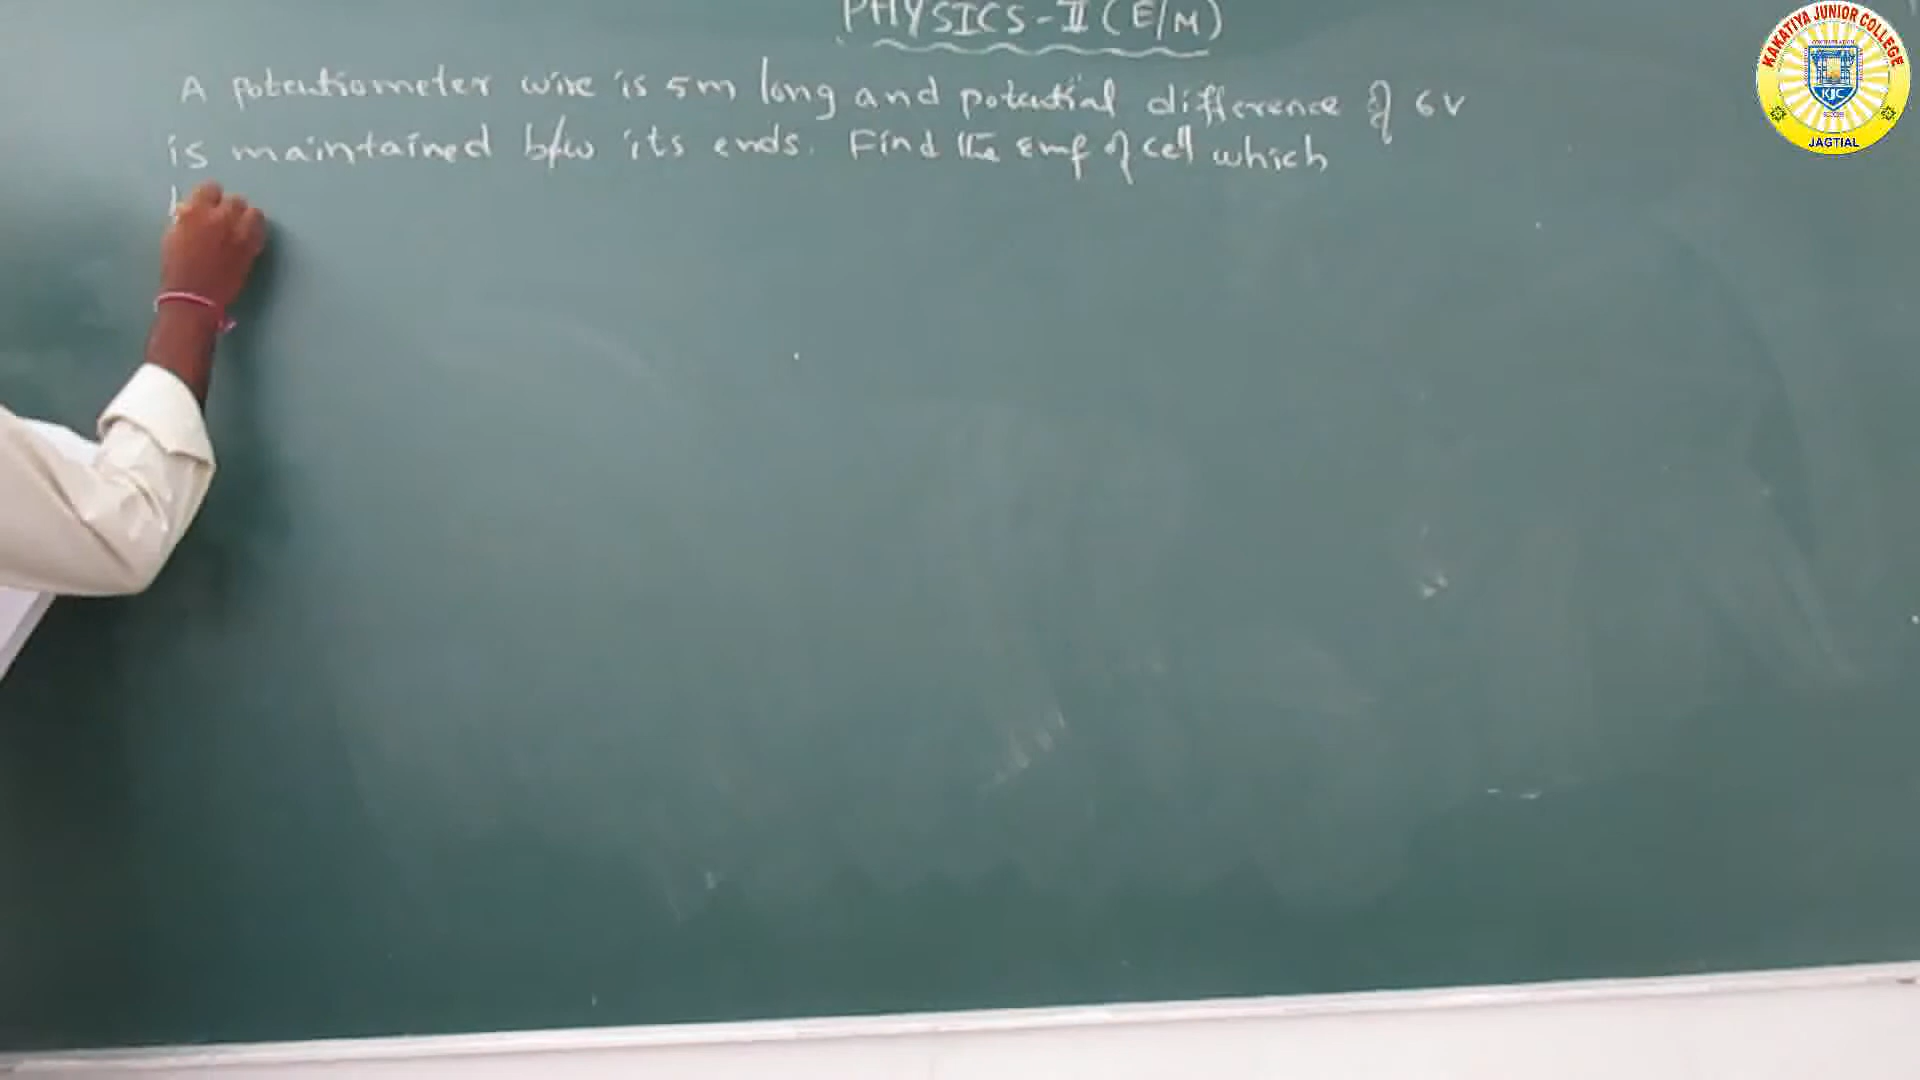 PHYSICS-II (E/M)
A potentiometer wire is 5m long and potential difference of 6V
is maintained b/w its ends. Find the Emf of cell which
KAKATIYA JUNIOR COLLEGE
KJC
JAGTIAL